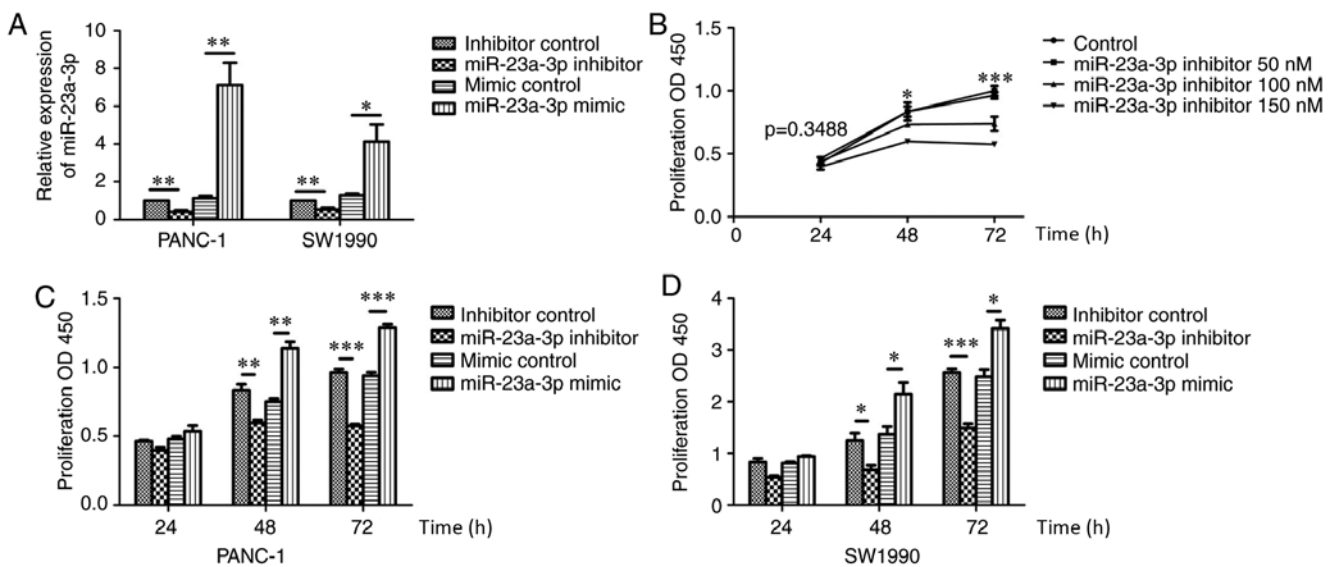 A
Relative expression
of miR-23a-3p
10
8
6
4
2
0
**
**
**
*
PANC-1
SW1990
Inhibitor control
miR-23a-3p inhibitor
Mimic control
miR-23a-3p mimic
B
Proliferation OD 450
1.5
1.0
0.5
0.0
p=0.3488
*
***
0
24
48
72
Time (h)
Control
miR-23a-3p inhibitor 50 nM
miR-23a-3p inhibitor 100 nM
miR-23a-3p inhibitor 150 nM
C
Proliferation OD 450
1.5
1.0
0.5
0.0
**
**
***
***
24
48
72
Time (h)
PANC-1
Inhibitor control
miR-23a-3p inhibitor
Mimic control
miR-23a-3p mimic
D
Proliferation OD 450
4
3
2
1
0
*
*
***
*
24
48
72
Time (h)
SW1990
Inhibitor control
miR-23a-3p inhibitor
Mimic control
miR-23a-3p mimic